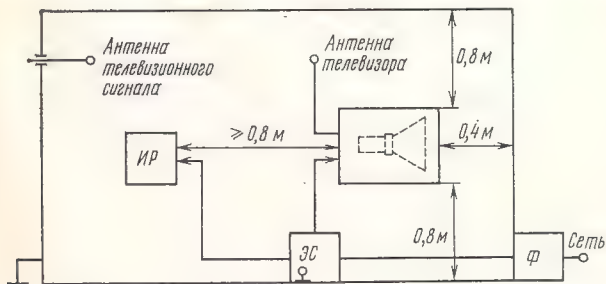 Антенна
телевизионного
сигнала
Антенна
телевизора
0,8 м
ИР
≥0,8 м
0,4 м
0,8 м
ЭС
Ф
Сеть